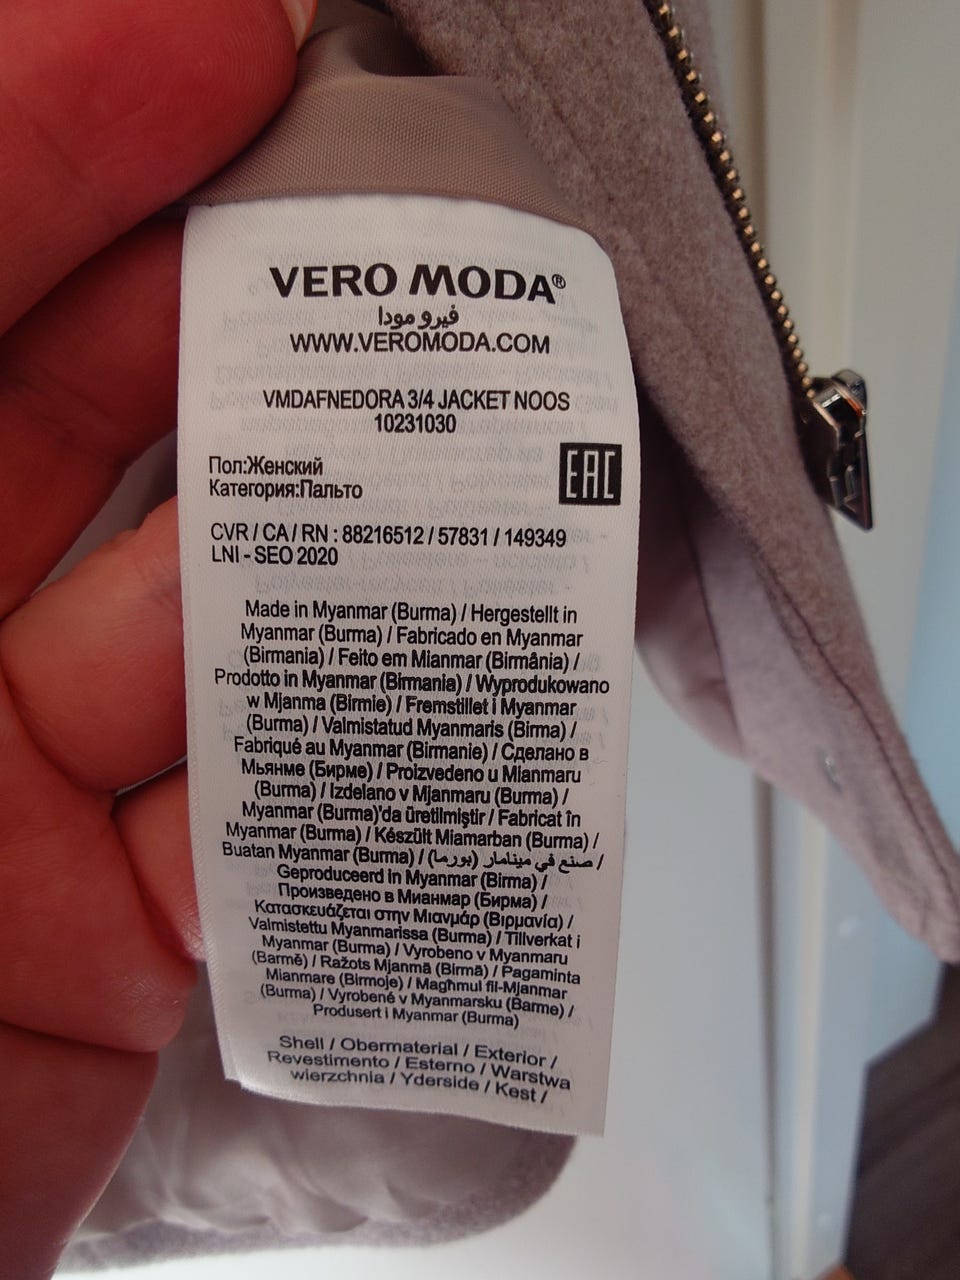 VERO MODA®
فيرو مودا
WWW.VEROMODA.COM
VMDAFNEDORA 3/4 JACKET NOOS
10231030
Пол:Женский
Категория:Пальто
EAC
CVR / CA / RN : 88216512 / 57831 / 149349
LNI - SEO 2020
Made in Myanmar (Burma) / Hergestellt in
Myanmar (Burma) / Fabricado en Myanmar
(Birmania) / Feito em Mianmar (Birmânia) /
Prodotto in Myanmar (Birmania) / Wyprodukowano
w Mjanma (Birmie) / Fremstillet i Myanmar
(Burma) / Valmistatud Myanmaris (Birma) /
Fabriqué au Myanmar (Birmanie) / Сделано в
Мьянме (Бирме) / Proizvedeno u Mianmaru
(Burma) / Izdelano v Mjanmaru (Burma) /
Myanmar (Burma)'da üretilmiştir / Fabricat în
Myanmar (Burma) / Készült Miamarban (Burma) /
Buatan Myanmar (Burma) / صنع في مينامار (بورما) /
Geproduceerd in Myanmar (Birma) /
Произведено в Мианмар (Бирма) /
Κατασκευάζεται στην Μιανμάρ (Βιρμανία) /
Valmistettu Myanmarissa (Burma) / Tillverkat i
Myanmar (Burma) / Vyrobeno v Myanmaru
(Barmě) / Ražots Mjanmā (Birmā) / Pagaminta
Mianmare (Birmoje) / Magħmul fil-Mjanmar
(Burma) / Vyrobené v Myanmarsku (Barme) /
Produsert i Myanmar (Burma)
Shell / Obermaterial / Exterior /
Revestimento / Esterno / Warstwa
wierzchnia / Yderside / Kest /